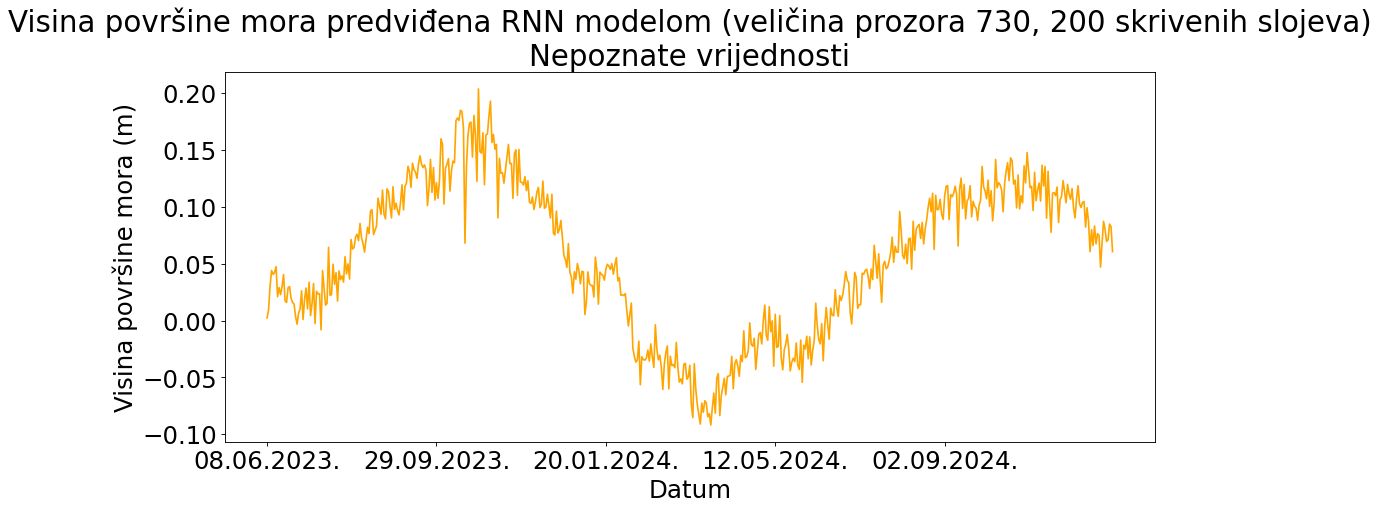 Visina površine mora predviđena RNN modelom (veličina prozora 730, 200 skrivenih slojeva)
Nepoznate vrijednosti
Visina površine mora (m)
0.20
0.15
0.10
0.05
0.00
−0.05
−0.10
08.06.2023. 29.09.2023. 20.01.2024. 12.05.2024. 02.09.2024.
Datum